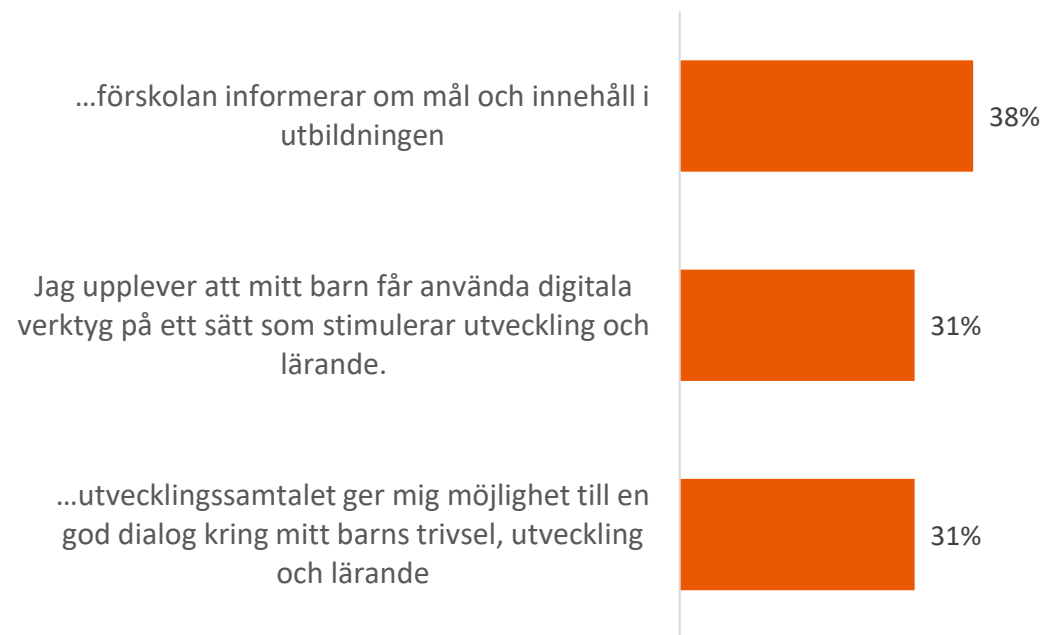 ...förskolan informerar om mål och innehåll i
utbildningen
38%
Jag upplever att mitt barn får använda digitala
verktyg på ett sätt som stimulerar utveckling och
lärande.
31%
...utvecklingssamtalet ger mig möjlighet till en
god dialog kring mitt barns trivsel, utveckling
och lärande
31%